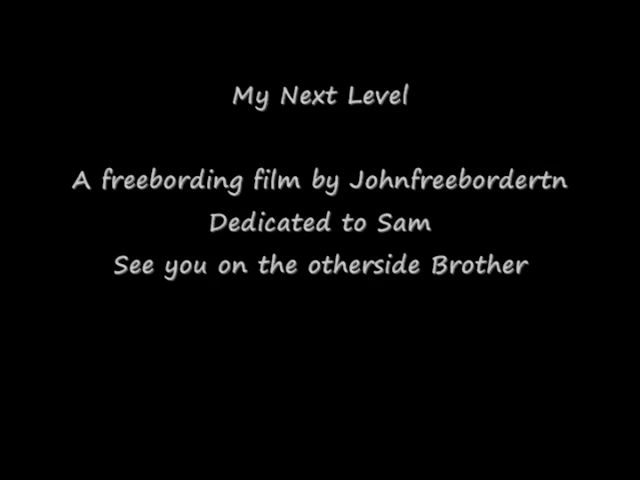 My Next Level
A freebording film by Johnfreebordertn
Dedicated to Sam
See you on the otherside Brother